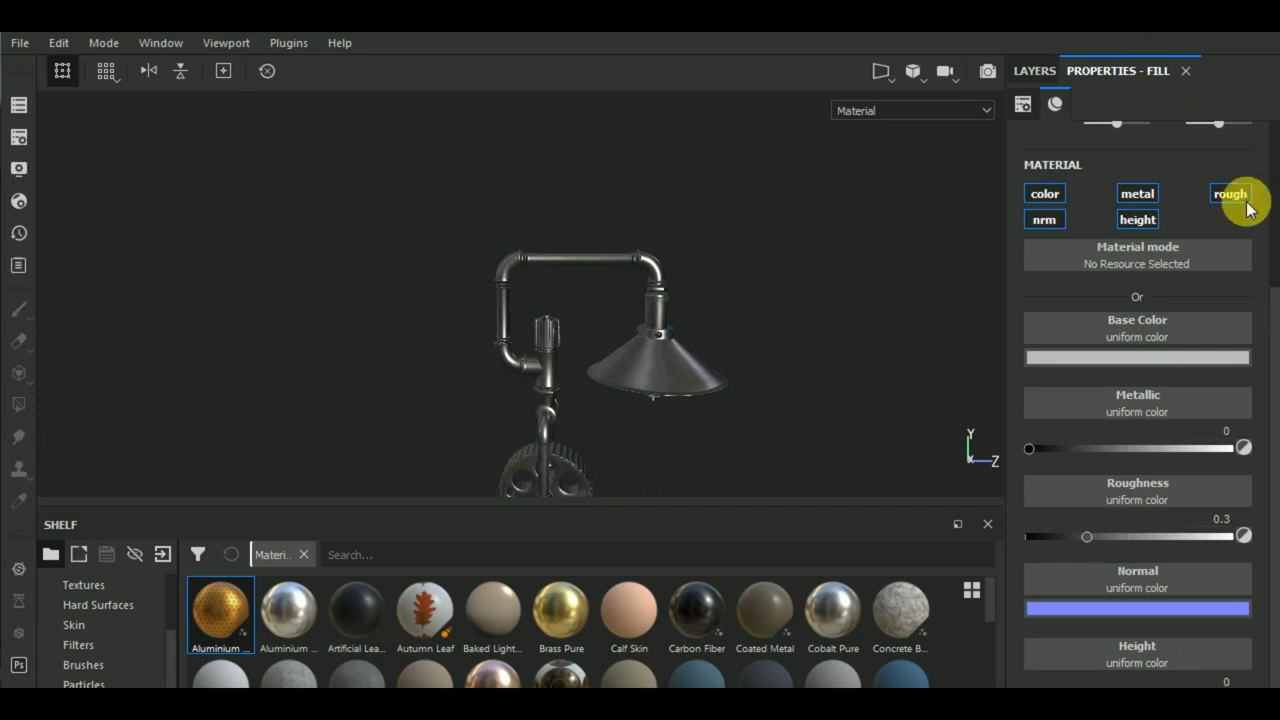 File Edit Mode Window Viewport Plugins Help
LAYERS PROPERTIES - FILL
Material
MATERIAL
color metal rough
nrm height
Material mode
No Resource Selected
Or
Base Color
uniform color
Metallic
uniform color
0
Roughness
uniform color
0.3
Normal
uniform color
Height
uniform color
0
Y
X
Z
SHELF
Materi.. Search...
Textures
Hard Surfaces
Skin
Filters
Brushes
Particles
Aluminium ... Aluminium ... Artificial Lea... Autumn Leaf Baked Light... Brass Pure Calf Skin Carbon Fiber Coated Metal Cobalt Pure Concrete B...
Ps